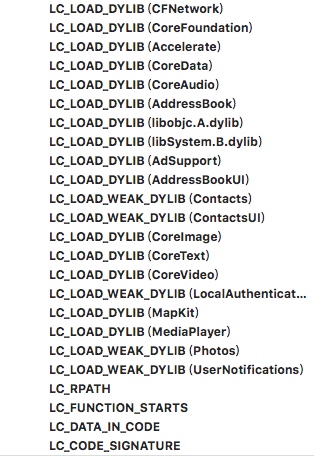 LC_LOAD_DYLIB (CFNetwork)
LC_LOAD_DYLIB (CoreFoundation)
LC_LOAD_DYLIB (Accelerate)
LC_LOAD_DYLIB (CoreData)
LC_LOAD_DYLIB (CoreAudio)
LC_LOAD_DYLIB (AddressBook)
LC_LOAD_DYLIB (libobjc.A.dylib)
LC_LOAD_DYLIB (libSystem.B.dylib)
LC_LOAD_DYLIB (AdSupport)
LC_LOAD_DYLIB (AddressBookUI)
LC_LOAD_WEAK_DYLIB (Contacts)
LC_LOAD_WEAK_DYLIB (ContactsUI)
LC_LOAD_DYLIB (CoreImage)
LC_LOAD_DYLIB (CoreText)
LC_LOAD_DYLIB (CoreVideo)
LC_LOAD_WEAK_DYLIB (LocalAuthenticat...
LC_LOAD_DYLIB (MapKit)
LC_LOAD_DYLIB (MediaPlayer)
LC_LOAD_WEAK_DYLIB (Photos)
LC_LOAD_WEAK_DYLIB (UserNotifications)
LC_RPATH
LC_FUNCTION_STARTS
LC_DATA_IN_CODE
LC_CODE_SIGNATURE